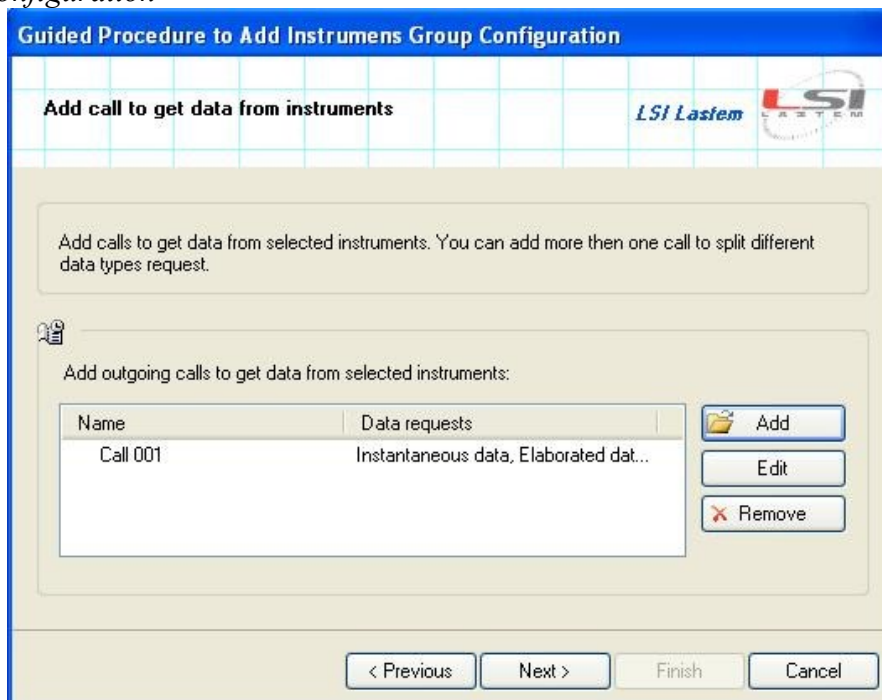 onfiguration
Guided Procedure to Add Instrumens Group Configuration
Add call to get data from instruments
LSI Lastem
LSI
LASTEM
Add calls to get data from selected instruments. You can add more then one call to split different
data types request.
Add outgoing calls to get data from selected instruments:
Name Data requests
Call 001 Instantaneous data, Elaborated dat...
Add
Edit
Remove
< Previous Next > Finish Cancel